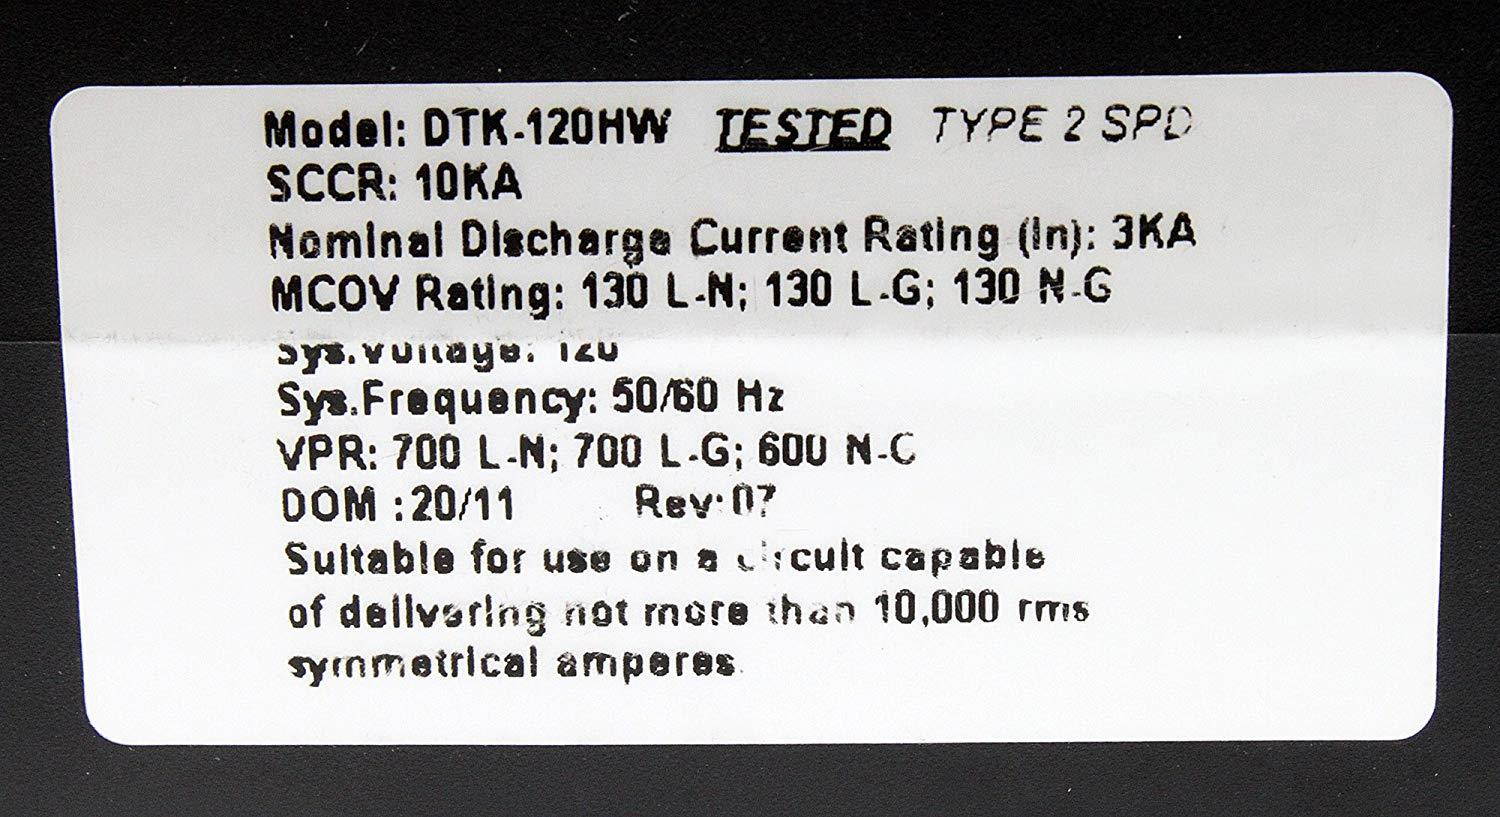 Model: DTK-120HW TESTED TYPE 2 SPD
SCCR: 10KA
Nominal Discharge Current Rating (In): 3KA
MCOV Rating: 130 L-N; 130 L-G; 130 N-G
Sys.Voltage: 120
Sys.Frequency: 50/60 Hz
VPR: 700 L-N; 700 L-G; 600 N-G
DOM :20/11 Rev:07
Suitable for use on a circuit capable
of delivering not more than 10,000 rms
symmetrical amperes.